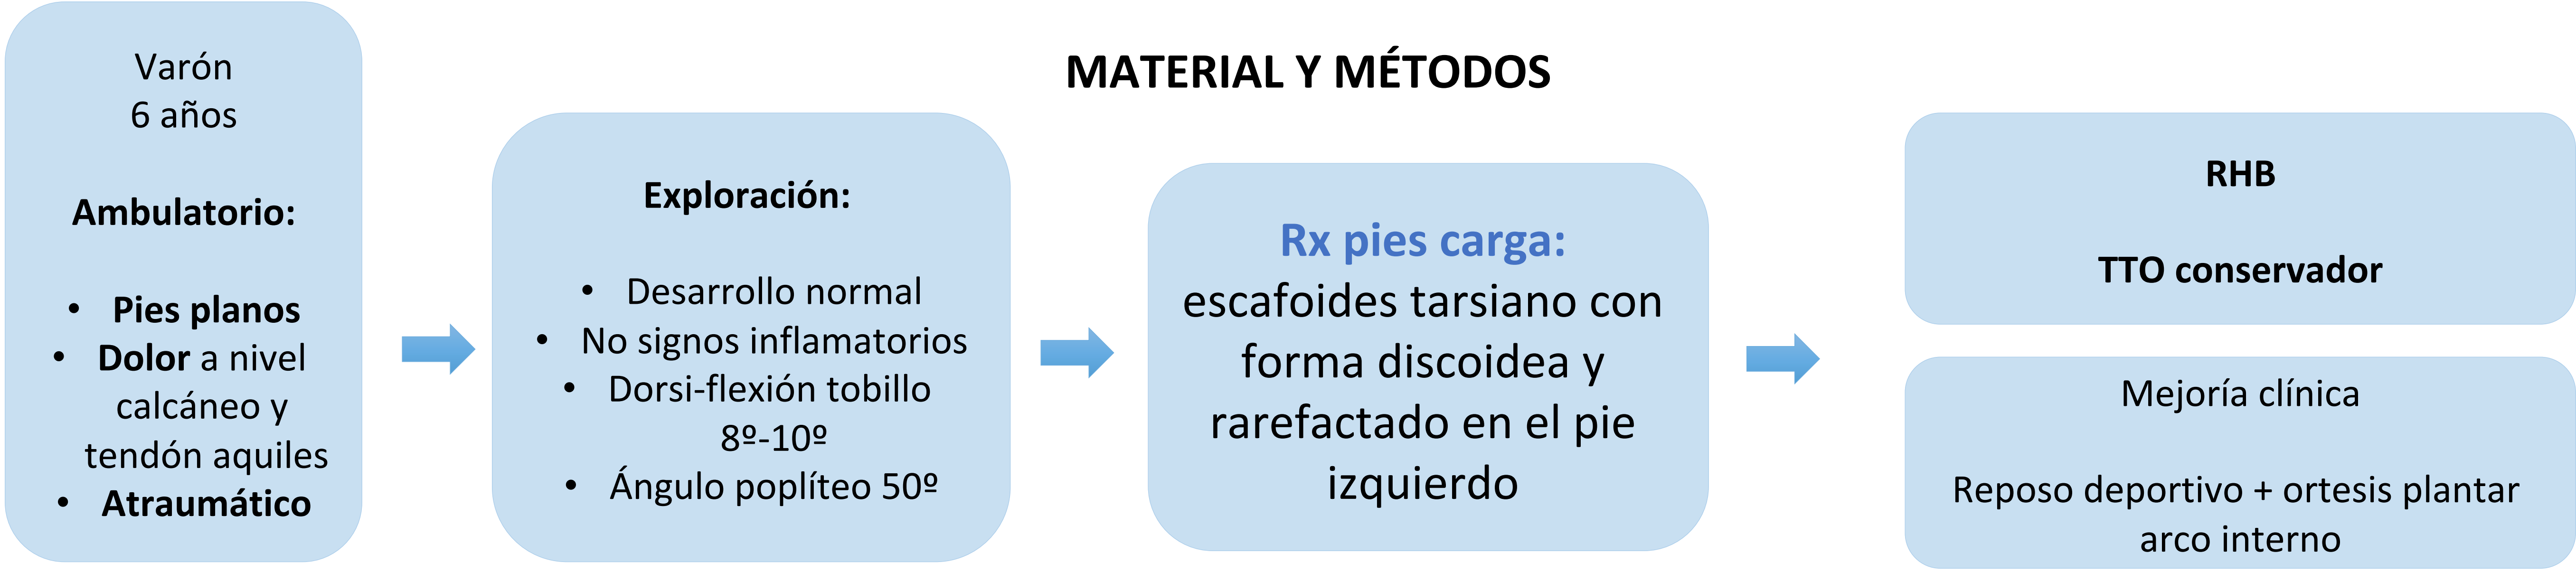 MATERIAL Y MÉTODOS
Varón
6 años
Ambulatorio:
• Pies planos
• Dolor a nivel
calcáneo y
tendón aquiles
• Atraumático
Exploración:
• Desarrollo normal
• No signos inflamatorios
• Dorsi-flexión tobillo
8º-10º
• Ángulo poplíteo 50º
Rx pies carga:
escafoides tarsiano con
forma discoidea y
rarefactado en el pie
izquierdo
RHB
TTO conservador
Mejoría clínica
Reposo deportivo + ortesis plantar
arco interno